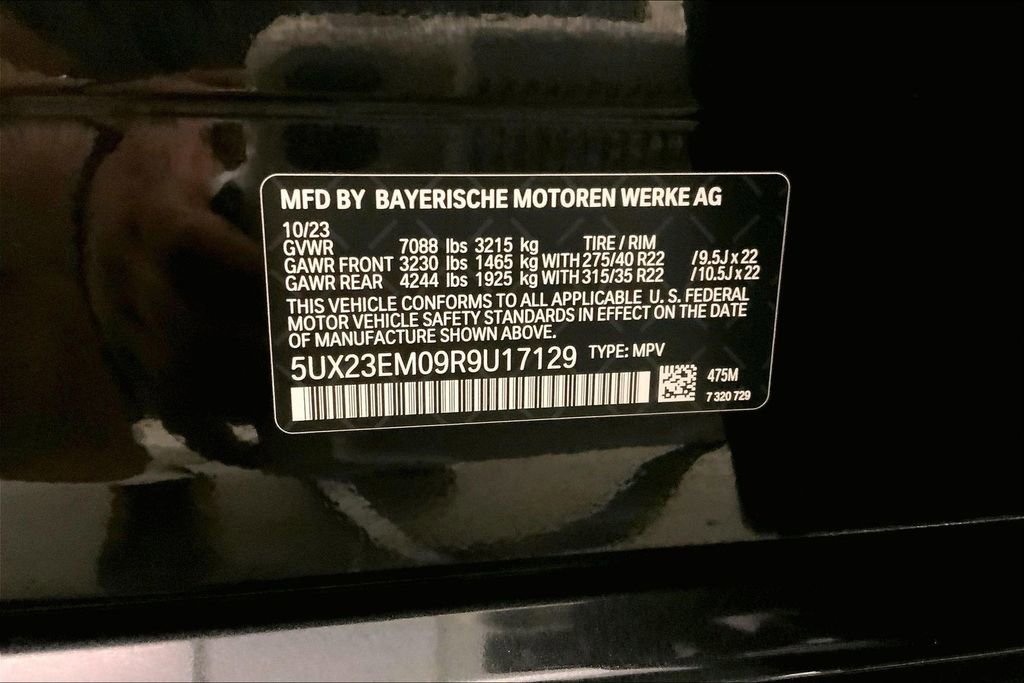 MFD BY BAYERISCHE MOTOREN WERKE AG
10/23
GVWR 7088 lbs 3215 kg TIRE / RIM
GAWR FRONT 3230 lbs 1465 kg WITH 275/40 R22 /9.5J x 22
GAWR REAR 4244 lbs 1925 kg WITH 315/35 R22 /10.5J x 22
THIS VEHICLE CONFORMS TO ALL APPLICABLE U. S. FEDERAL
MOTOR VEHICLE SAFETY STANDARDS IN EFFECT ON THE DATE
OF MANUFACTURE SHOWN ABOVE.
5UX23EM09R9U17129 TYPE: MPV
475M
7 320 729